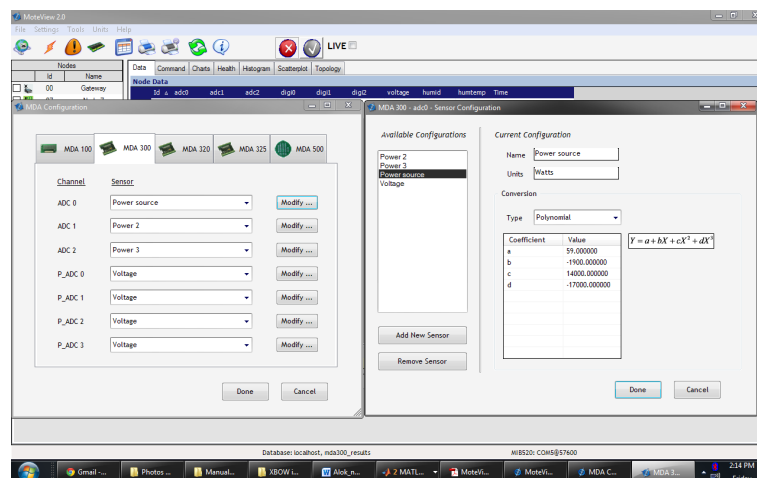 MoteView 2.0
File Settings Tools Units Help
LIVE
Nodes
Id Name
00 Gateway
Data Command Charts Health Histogram Scatterplot Topology
Node Data
Id adc0 adc1 adc2 digi0 digi1 digi2 voltage humid humtemp Time
MDA Configuration
MDA 100 MDA 300 MDA 320 MDA 325 MDA 500
Channel Sensor
ADC 0 Power source Modify ...
ADC 1 Power 2 Modify ...
ADC 2 Power 3 Modify ...
P_ADC 0 Voltage Modify ...
P_ADC 1 Voltage Modify ...
P_ADC 2 Voltage Modify ...
P_ADC 3 Voltage Modify ...
Done Cancel
MDA 300 - adc0 - Sensor Configuration
Available Configurations
Power 2
Power 3
Power source
Voltage
Add New Sensor
Remove Sensor
Current Configuration
Name Power source
Units Watts
Conversion
Type Polynomial
Coefficient Value
a 59.000000
b -1900.000000
c 14000.000000
d -17000.000000
Y = a + bX + cX² + dX³
Done Cancel
Database: localhost, mda300_results MIB520: COM5@57600
Gmail -... Photos ... Manual... XBOW i... Alok_n... 2 MATL... MoteVi... MoteVi... MDA C... MDA 3... 2:14 PM
Friday